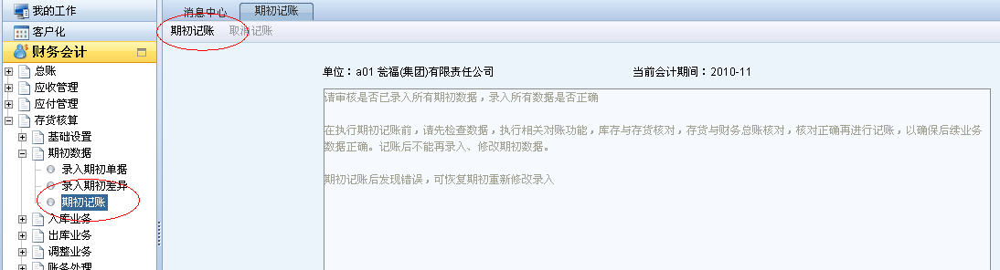 我的工作
客户化
财务会计
总账
应收管理
应付管理
存货核算
基础设置
期初数据
录入期初单据
录入期初差异
期初记账
入库业务
出库业务
调整业务
账务处理
消息中心 期初记账
期初记账 取消记账
单位：a01 瓮福(集团)有限责任公司 当前会计期间：2010-11
请审核是否已录入所有期初数据，录入所有数据是否正确
在执行期初记账前，请先检查数据，执行相关对账功能，库存与存货核对，存货与财务总账核对，核对正确再进行记账，以确保后续业务
数据正确。记账后不能再录入、修改期初数据。
期初记账后发现错误，可恢复期初重新修改录入